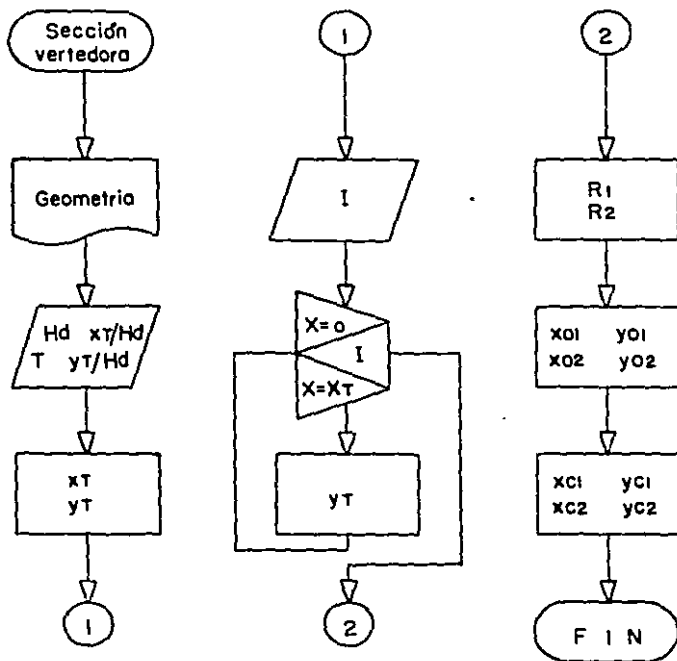 Sección
vertedora
Geometria
Hd xT/Hd
T yT/Hd
xT
yT
1
1
I
X=0
I
X=XT
yT
2
2
R1
R2
xO1 yO1
xO2 yO2
xC1 yC1
xC2 yC2
F I N